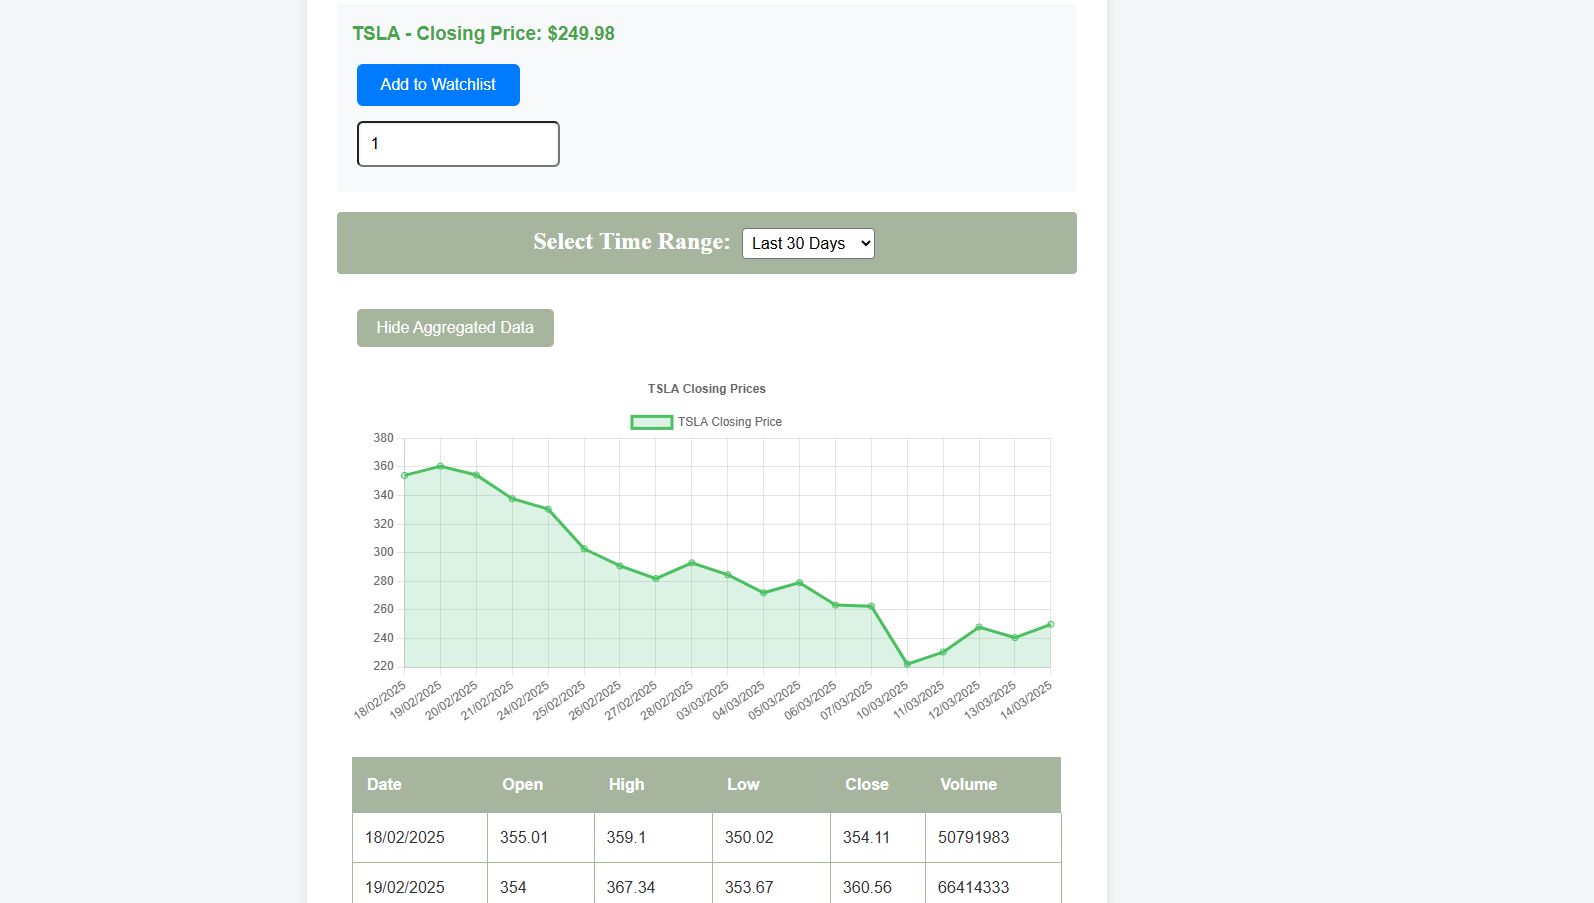 TSLA - Closing Price: $249.98
Add to Watchlist
1
Select Time Range: Last 30 Days
Hide Aggregated Data
TSLA Closing Prices
TSLA Closing Price
380
360
340
320
300
280
260
240
220
18/02/2025 19/02/2025 20/02/2025 21/02/2025 24/02/2025 25/02/2025 26/02/2025 27/02/2025 28/02/2025 03/03/2025 04/03/2025 05/03/2025 06/03/2025 07/03/2025 10/03/2025 11/03/2025 12/03/2025 13/03/2025 14/03/2025
Date Open High Low Close Volume
18/02/2025 355.01 359.1 350.02 354.11 50791983
19/02/2025 354 367.34 353.67 360.56 66414333